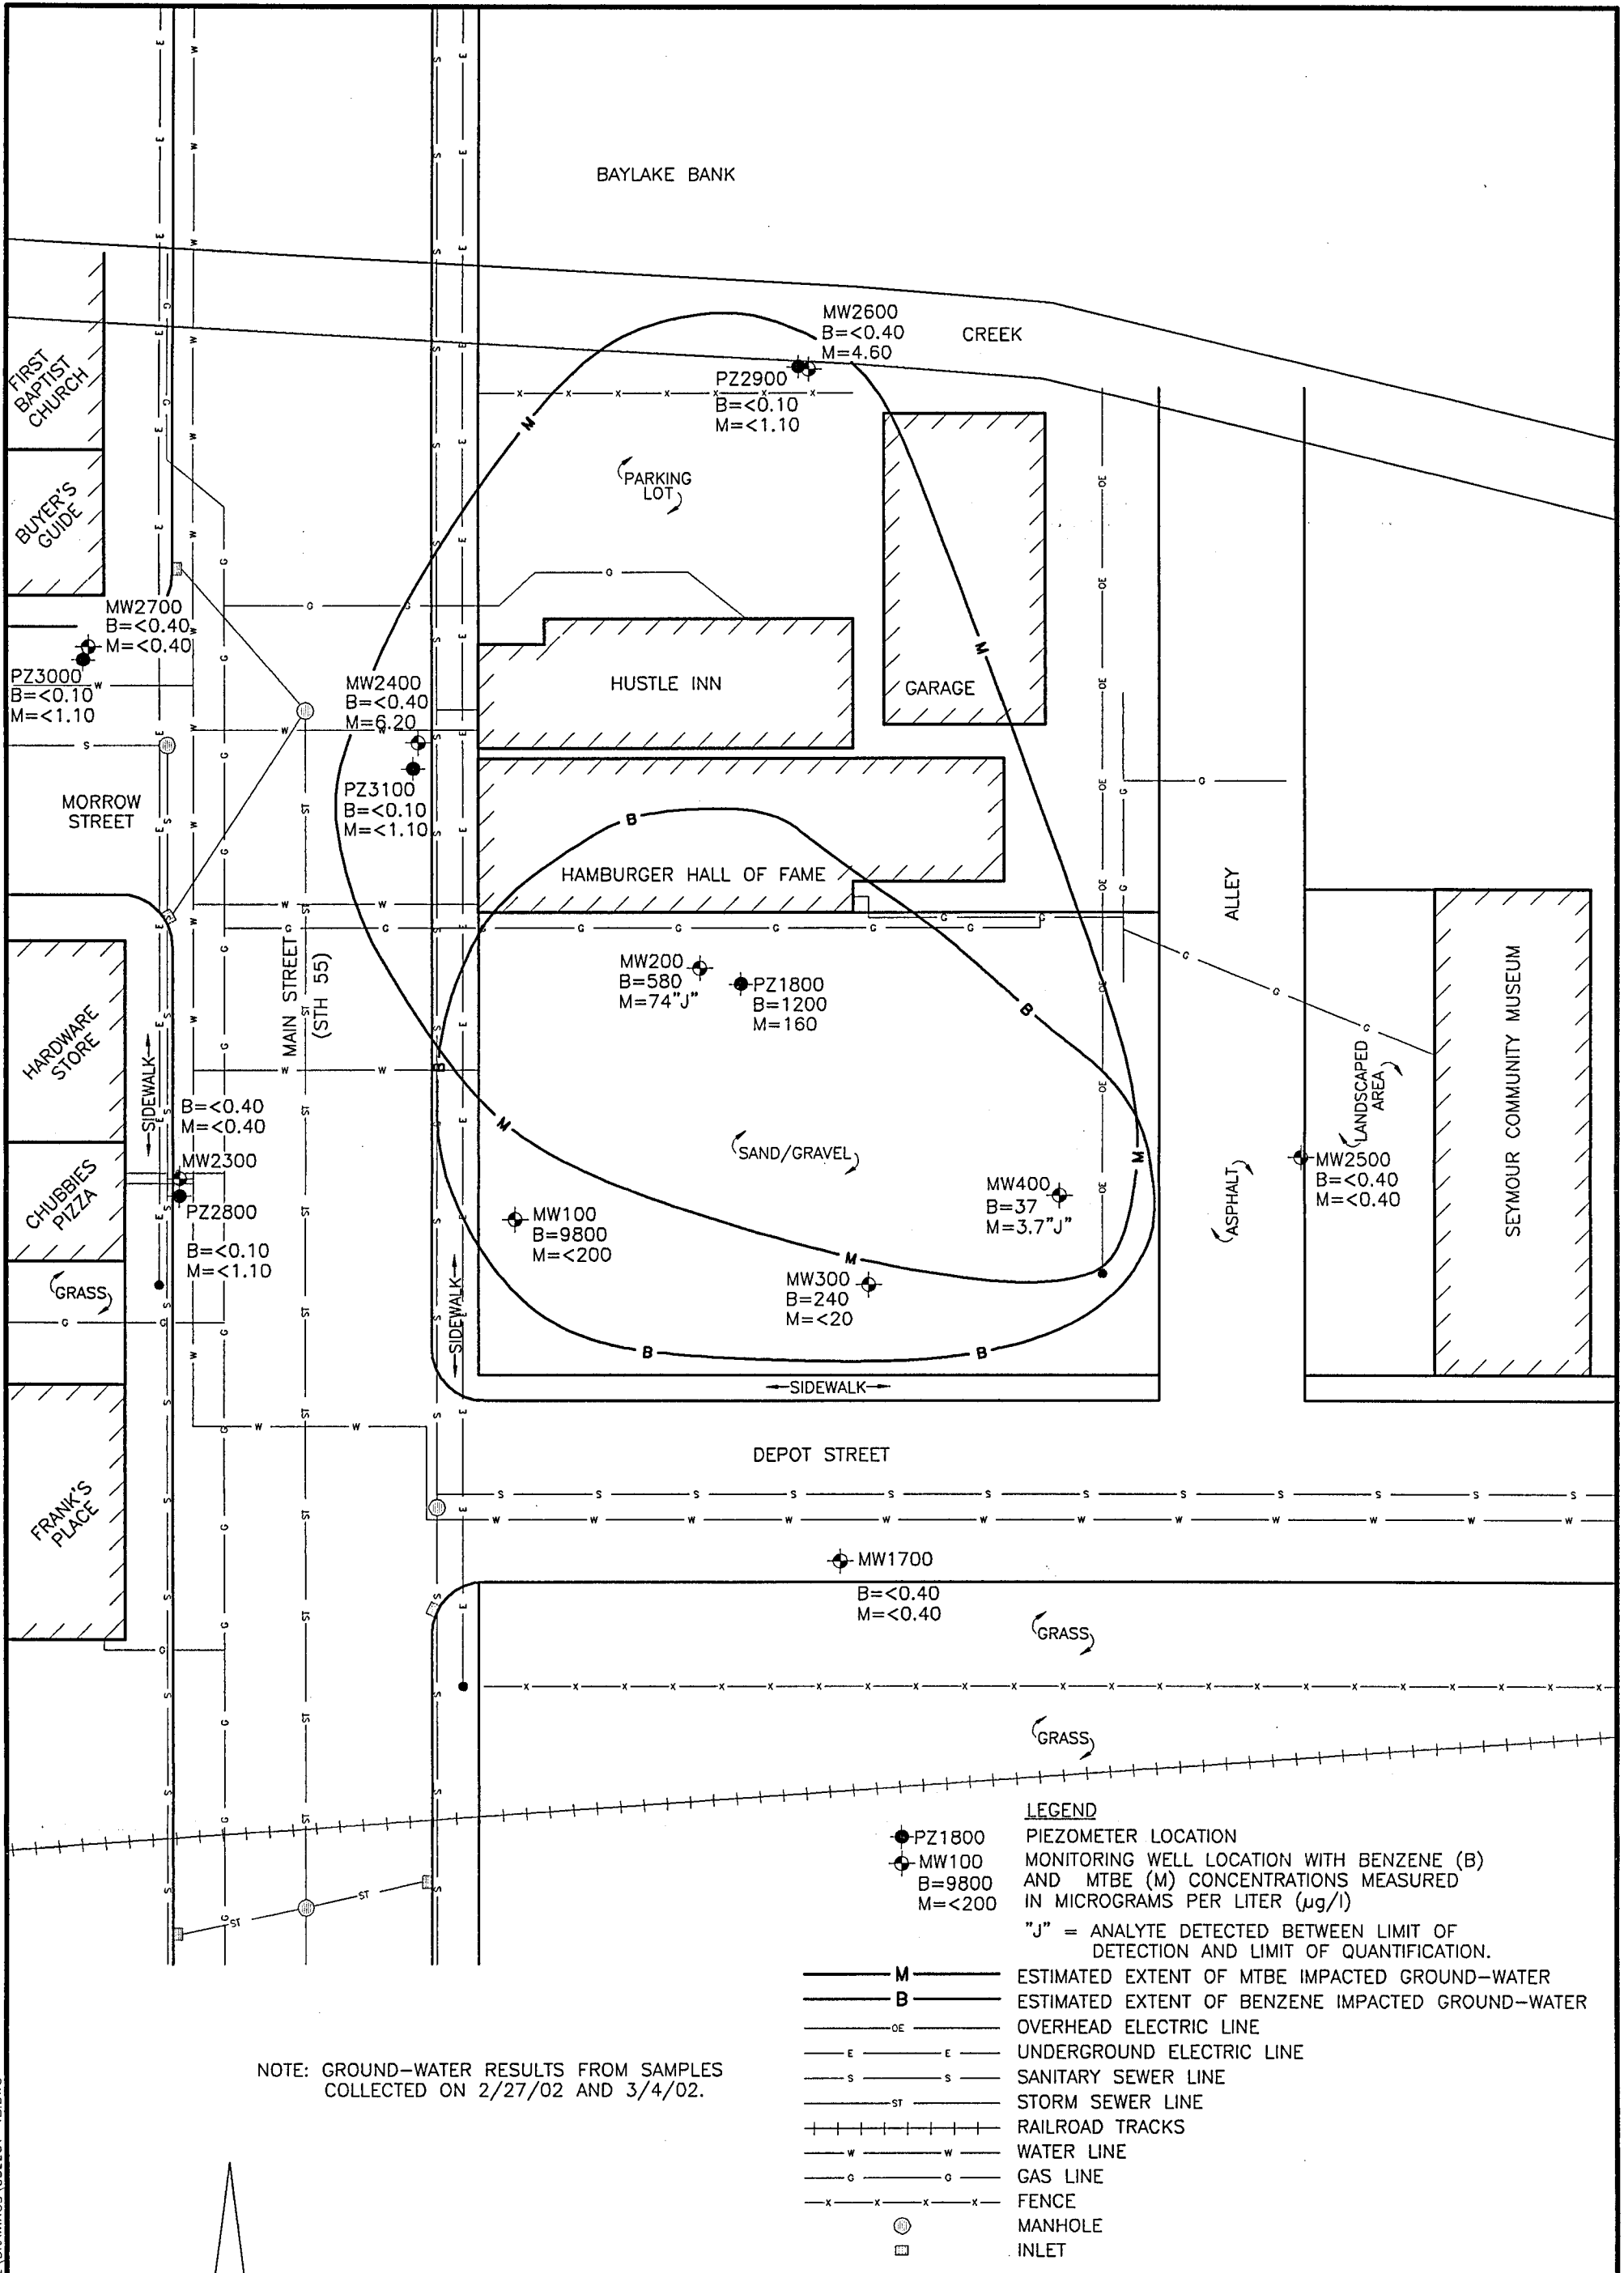 BAYLAKE BANK
CREEK
MW2600
B=<0.40
M=4.60
PZ2900
B=<0.10
M=<1.10
FIRST
BAPTIST
CHURCH
BUYER'S
GUIDE
PARKING
LOT
MW2700
B=<0.40
M=<0.40
PZ3000
B=<0.10
M=<1.10
MW2400
B=<0.40
M=6.20
PZ3100
B=<0.10
M=<1.10
HUSTLE INN
GARAGE
MORROW
STREET
HAMBURGER HALL OF FAME
ALLEY
MAIN STREET
(STH 55)
MW200
B=580
M=74"J"
PZ1800
B=1200
M=160
HARDWARE
STORE
SIDEWALK
B=<0.40
M=<0.40
MW2300
PZ2800
B=<0.10
M=<1.10
CHUBBIES
PIZZA
GRASS
SAND/GRAVEL
MW100
B=9800
M=<200
MW400
B=37
M=3.7"J"
MW300
B=240
M=<20
ASPHALT
LANDSCAPED
AREA
MW2500
B=<0.40
M=<0.40
SEYMOUR COMMUNITY MUSEUM
SIDEWALK
SIDEWALK
DEPOT STREET
FRANK'S
PLACE
MW1700
B=<0.40
M=<0.40
GRASS
GRASS
LEGEND
PZ1800 PIEZOMETER LOCATION
MW100 MONITORING WELL LOCATION WITH BENZENE (B)
B=9800 AND MTBE (M) CONCENTRATIONS MEASURED
M=<200 IN MICROGRAMS PER LITER (µg/l)
"J" = ANALYTE DETECTED BETWEEN LIMIT OF
DETECTION AND LIMIT OF QUANTIFICATION.
M ESTIMATED EXTENT OF MTBE IMPACTED GROUND-WATER
B ESTIMATED EXTENT OF BENZENE IMPACTED GROUND-WATER
OE OVERHEAD ELECTRIC LINE
E E UNDERGROUND ELECTRIC LINE
S S SANITARY SEWER LINE
ST STORM SEWER LINE
RAILROAD TRACKS
W W WATER LINE
G G GAS LINE
X X X X FENCE
MANHOLE
INLET
NOTE: GROUND-WATER RESULTS FROM SAMPLES
COLLECTED ON 2/27/02 AND 3/4/02.